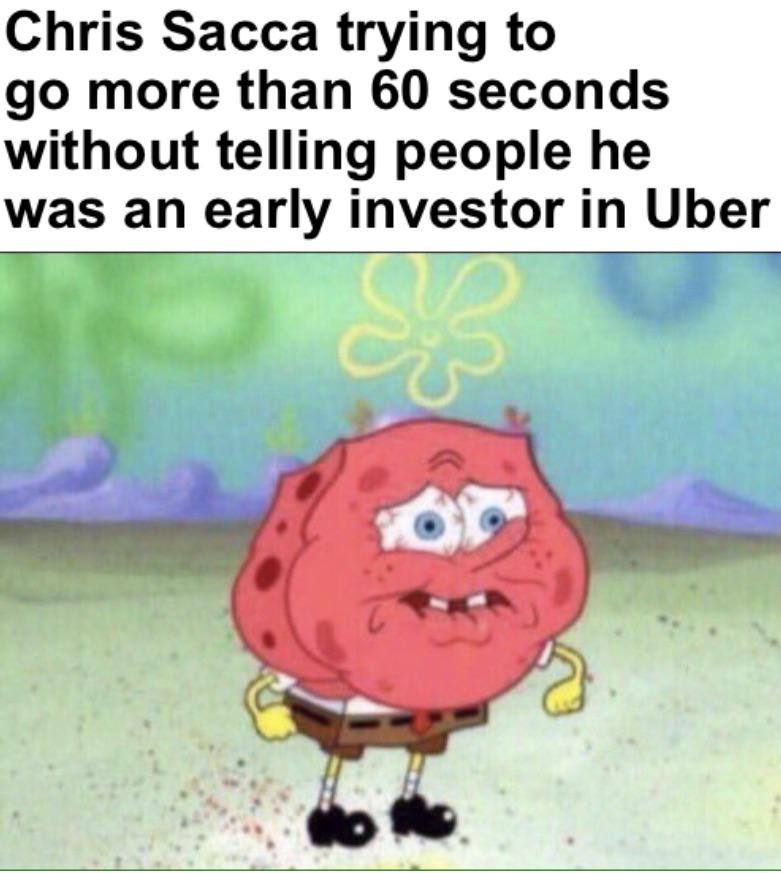 Chris Sacca trying to
go more than 60 seconds
without telling people he
was an early investor in Uber